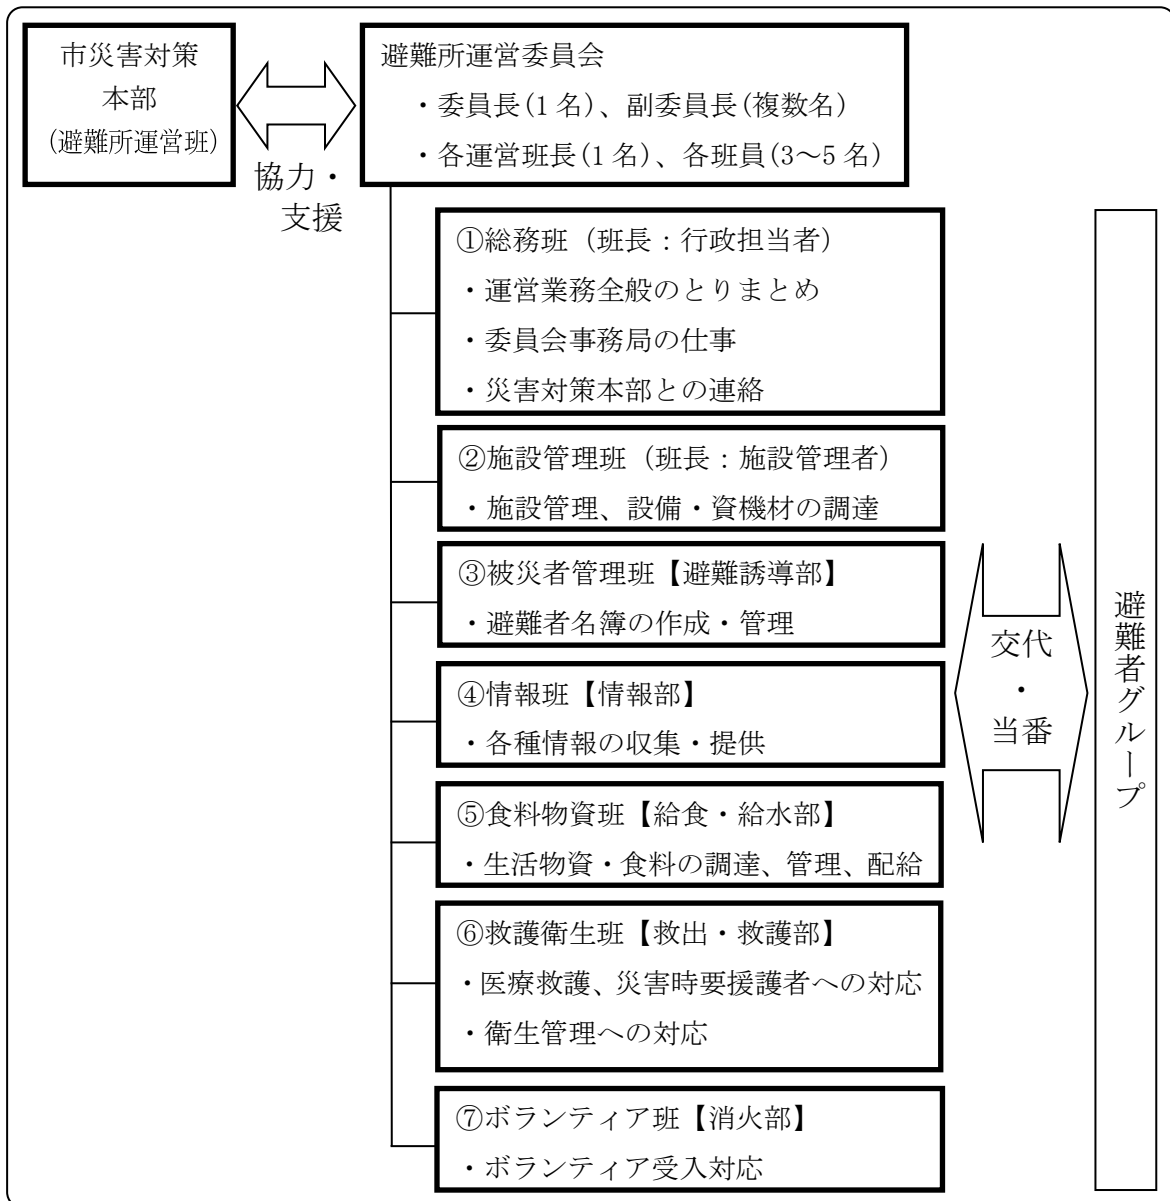 市災害対策
本部
(避難所運営班)
協力・
支援
避難所運営委員会
・委員長(1名)、副委員長(複数名)
・各運営班長(1名)、各班員(3～5名)
①総務班（班長：行政担当者）
・運営業務全般のとりまとめ
・委員会事務局の仕事
・災害対策本部との連絡
②施設管理班（班長：施設管理者）
・施設管理、設備・資機材の調達
③被災者管理班【避難誘導部】
・避難者名簿の作成・管理
④情報班【情報部】
・各種情報の収集・提供
⑤食料物資班【給食・給水部】
・生活物資・食料の調達、管理、配給
⑥救護衛生班【救出・救護部】
・医療救護、災害時要援護者への対応
・衛生管理への対応
⑦ボランティア班【消火部】
・ボランティア受入対応
交代
・
当番
避難者グループ